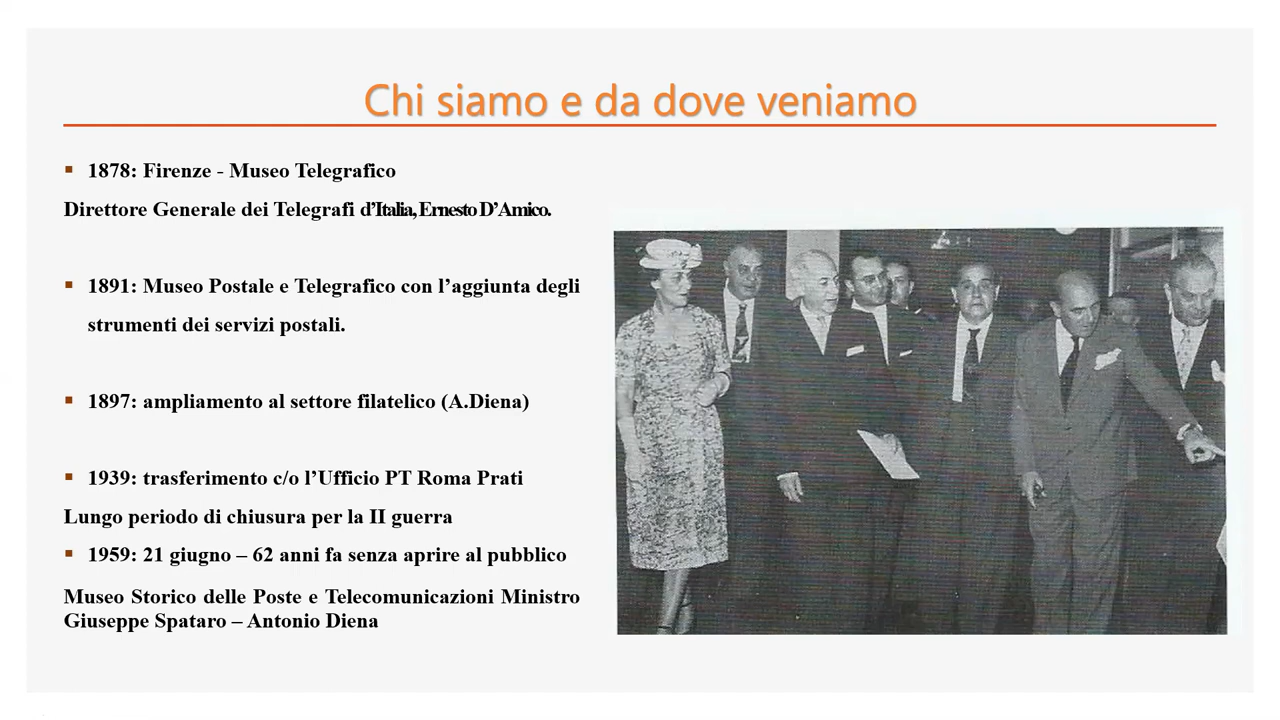 Chi siamo e da dove veniamo
▪ 1878: Firenze - Museo Telegrafico
Direttore Generale dei Telegrafi d’Italia, Ernesto D’Amico.
▪ 1891: Museo Postale e Telegrafico con l’aggiunta degli
strumenti dei servizi postali.
▪ 1897: ampliamento al settore filatelico (A.Diena)
▪ 1939: trasferimento c/o l’Ufficio PT Roma Prati
Lungo periodo di chiusura per la II guerra
▪ 1959: 21 giugno – 62 anni fa senza aprire al pubblico
Museo Storico delle Poste e Telecomunicazioni Ministro
Giuseppe Spataro – Antonio Diena